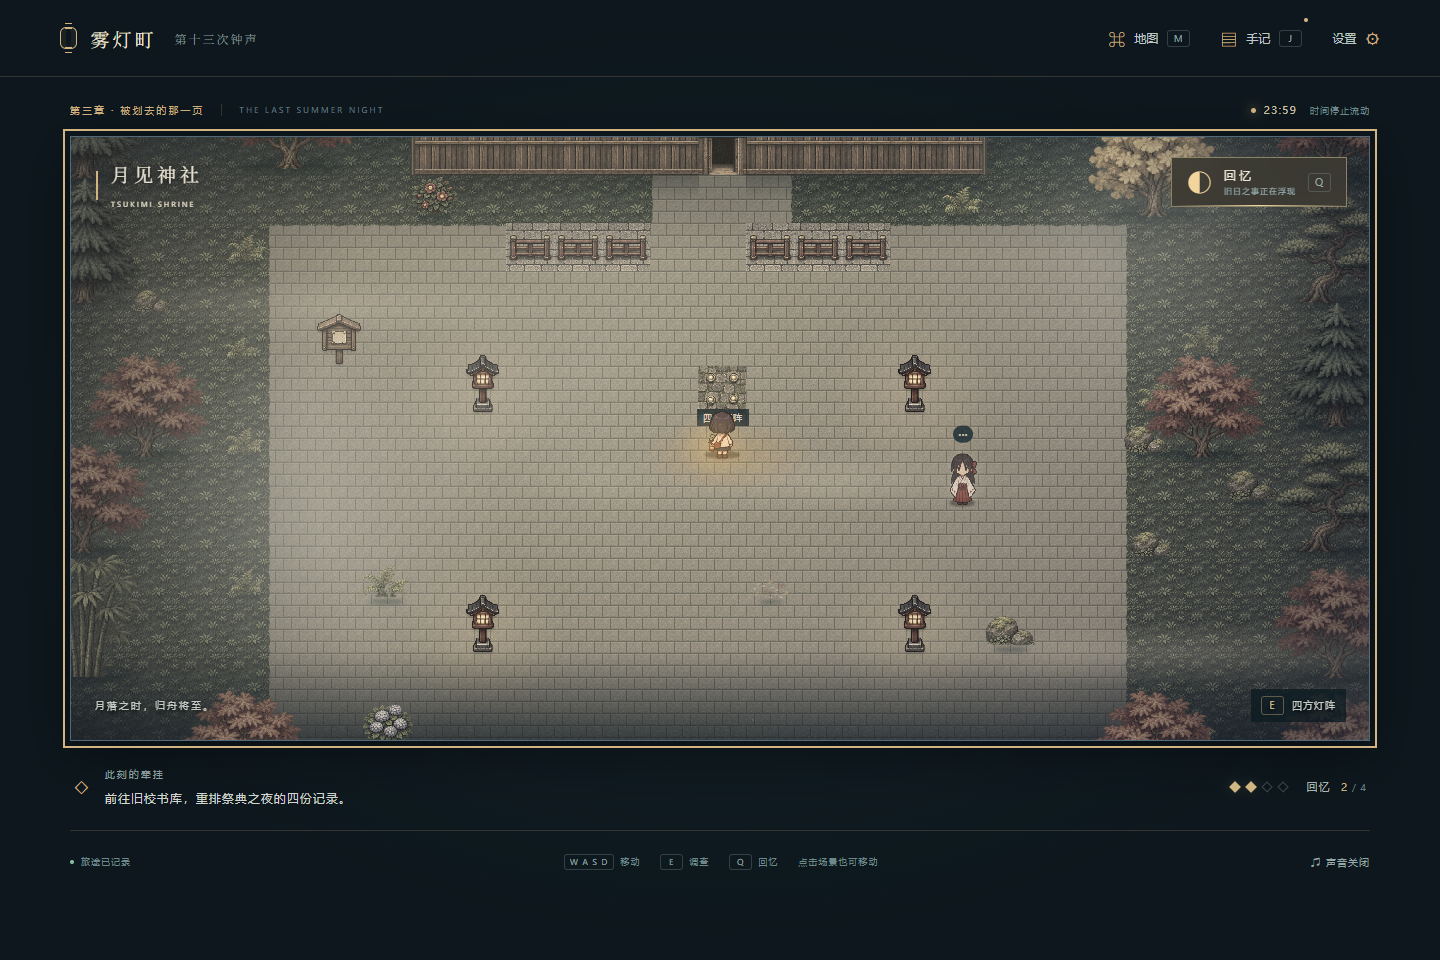 雾灯町 第十三次钟声
地图 M 手记 J 设置
第三章 · 被划去的那一页 THE LAST SUMMER NIGHT
23:59 时间停止流动
月见神社
TSUKIMI SHRINE
回忆
旧日之事正在浮现
Q
四 阵
月落之时，归舟将至。
E 四方灯阵
此刻的牵挂
前往旧校书库，重排祭典之夜的四份记录。
回忆 2 / 4
旅途已记录
W A S D 移动 E 调查 Q 回忆 点击场景也可移动
声音关闭